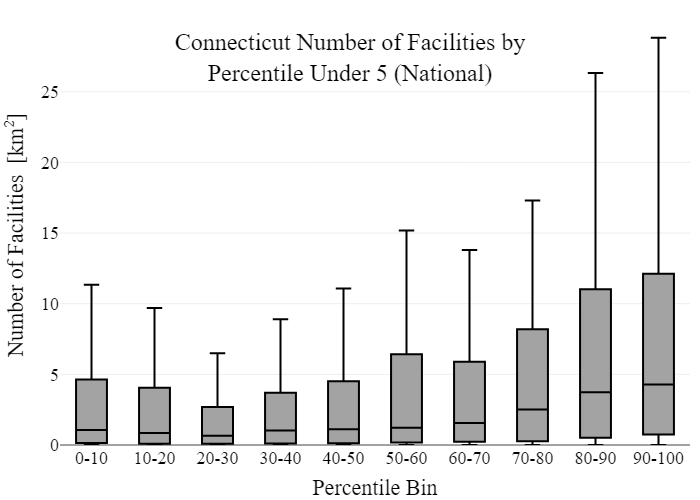 Connecticut Number of Facilities by
Percentile Under 5 (National)
Number of Facilities [km²]
25
20
15
10
5
0
0-10 10-20 20-30 30-40 40-50 50-60 60-70 70-80 80-90 90-100
Percentile Bin